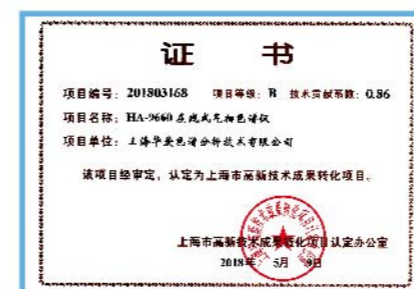 证 书
项目编号：201803168 项目等级：B 技术贡献系数：0.86
项目名称：HA-9660 在线式气相色谱仪
项目单位：上海华爱色谱分析技术有限公司
该项目经审定，认定为上海市高新技术成果转化项目。
上海市高新技术成果转化项目认定办公室
2018年 5月 9日